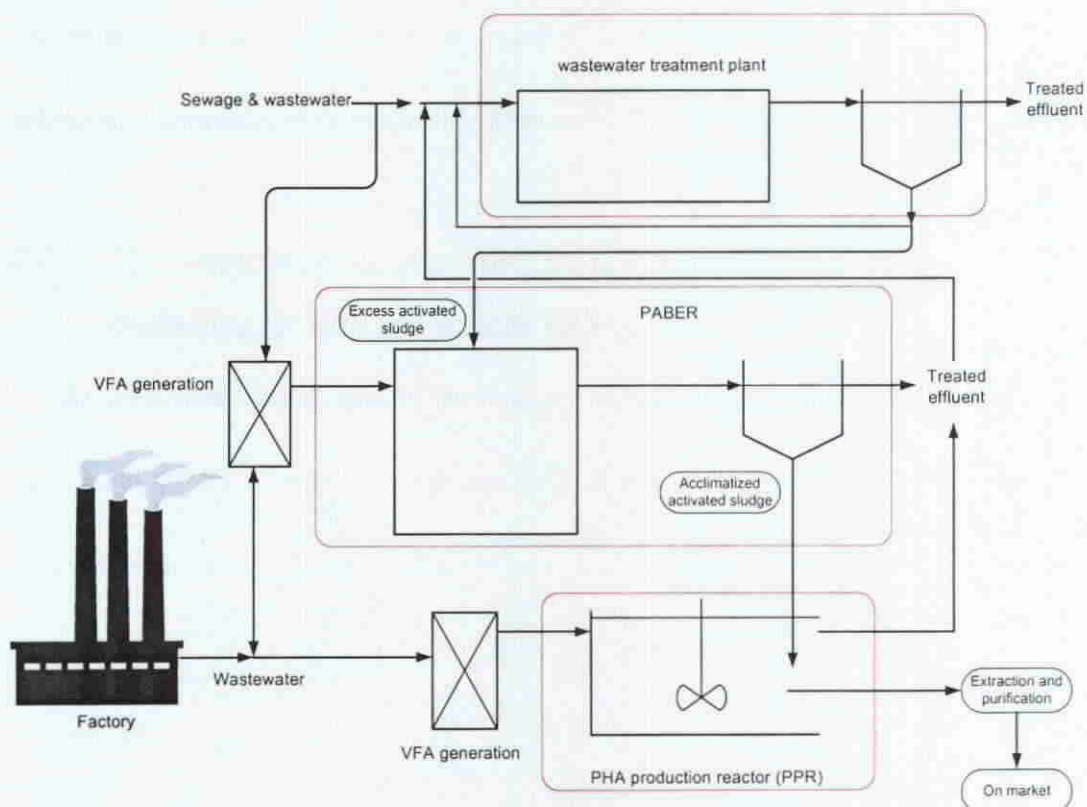 wastewater treatment plant
Sewage & wastewater
Treated
effluent
Excess activated
sludge
PABER
VFA generation
Treated
effluent
Acclimatized
activated sludge
Wastewater
Factory
VFA generation
Extraction and
purification
PHA production reactor (PPR)
On market